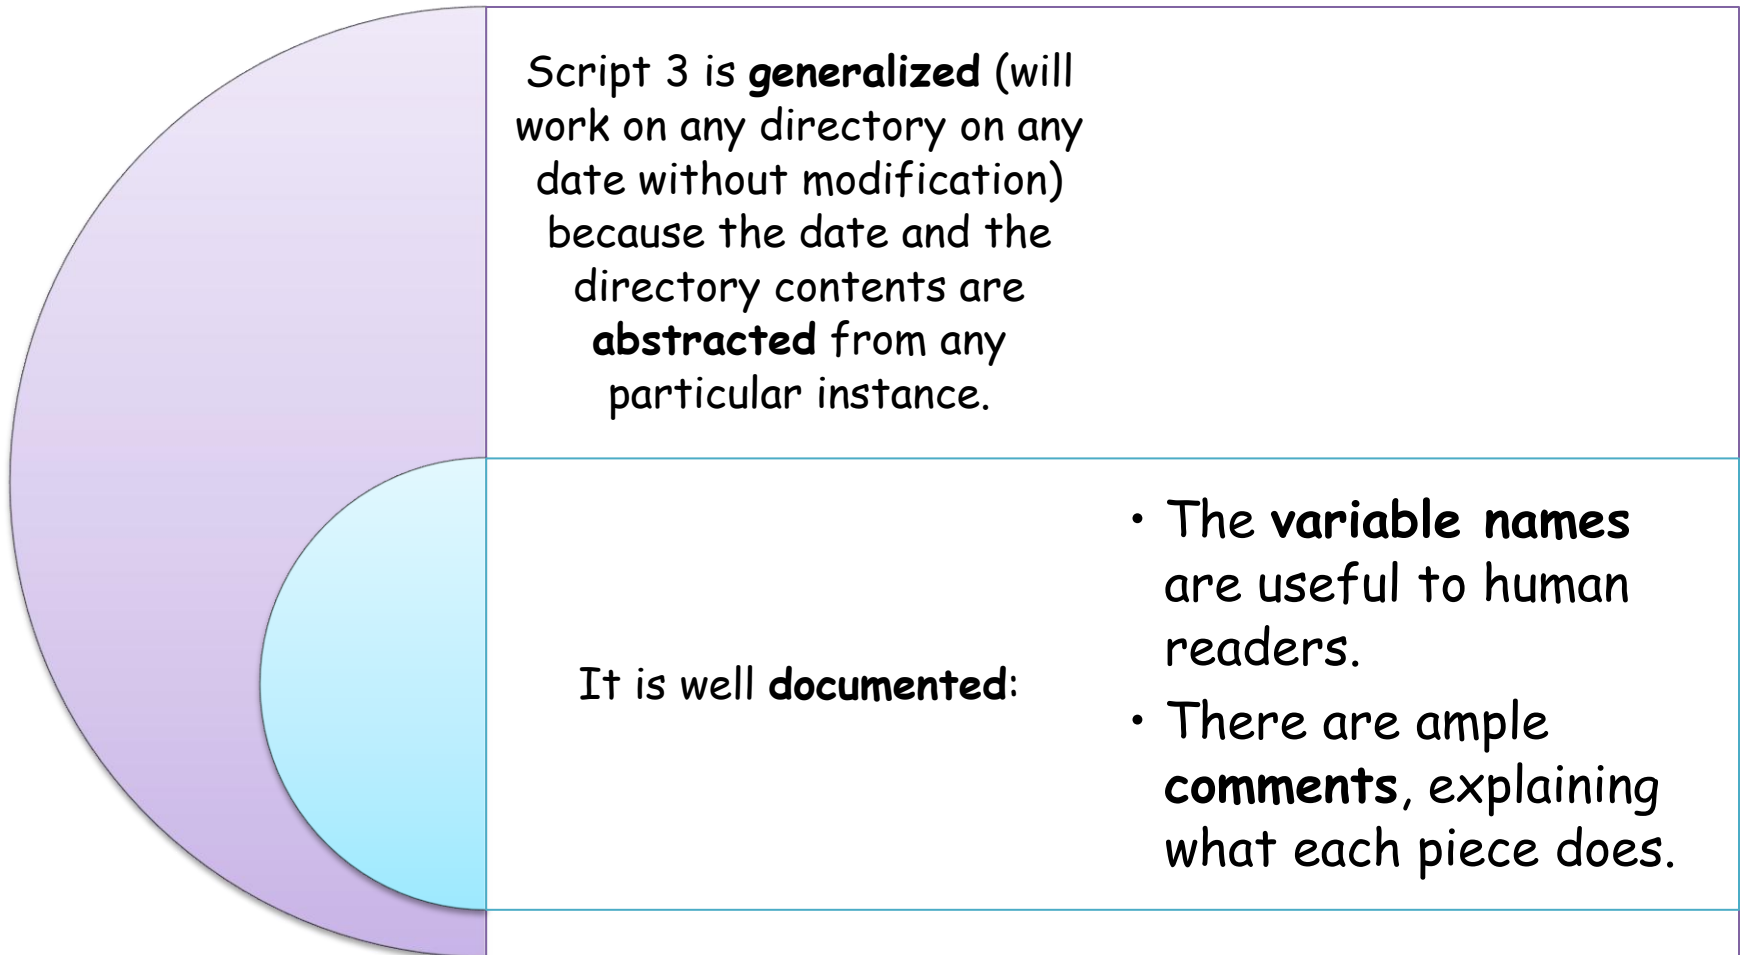 Script 3 is generalized (will
work on any directory on any
date without modification)
because the date and the
directory contents are
abstracted from any
particular instance.
It is well documented:
• The variable names
are useful to human
readers.
• There are ample
comments, explaining
what each piece does.